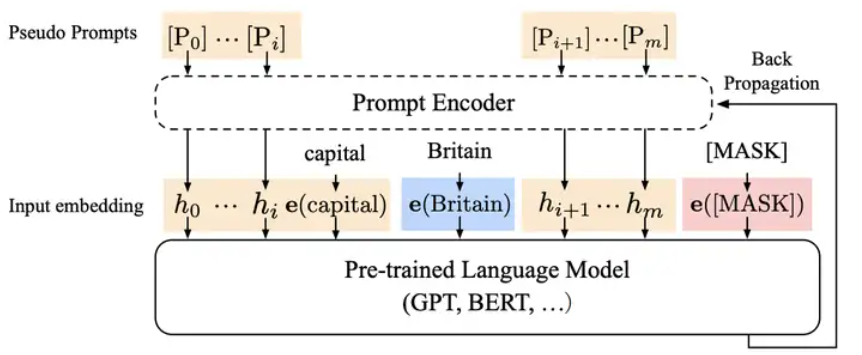 Pseudo Prompts [P₀] ⋯ [Pᵢ] [Pᵢ₊₁] ⋯ [Pₘ]
Back
Propagation
Prompt Encoder
capital Britain [MASK]
Input embedding h₀ ⋯ hᵢ e(capital) e(Britain) hᵢ₊₁ ⋯ hₘ e([MASK])
Pre-trained Language Model
(GPT, BERT, …)